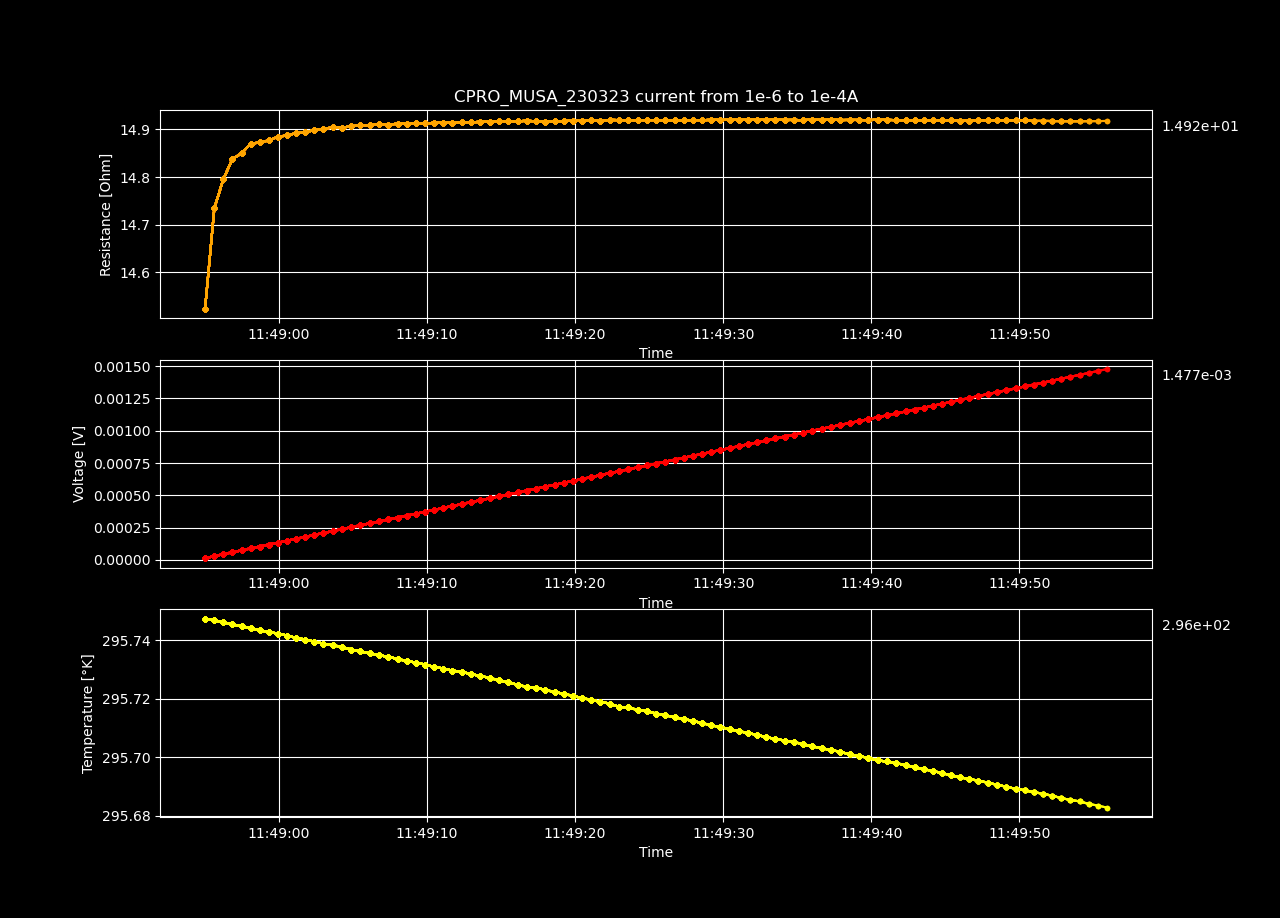 CPRO_MUSA_230323 current from 1e-6 to 1e-4A
Resistance [Ohm]
14.9
14.8
14.7
14.6
1.492e+01
11:49:00 11:49:10 11:49:20 11:49:30 11:49:40 11:49:50
Time
Voltage [V]
0.00150
0.00125
0.00100
0.00075
0.00050
0.00025
0.00000
1.477e-03
11:49:00 11:49:10 11:49:20 11:49:30 11:49:40 11:49:50
Time
Temperature [°K]
295.74
295.72
295.70
295.68
2.96e+02
11:49:00 11:49:10 11:49:20 11:49:30 11:49:40 11:49:50
Time